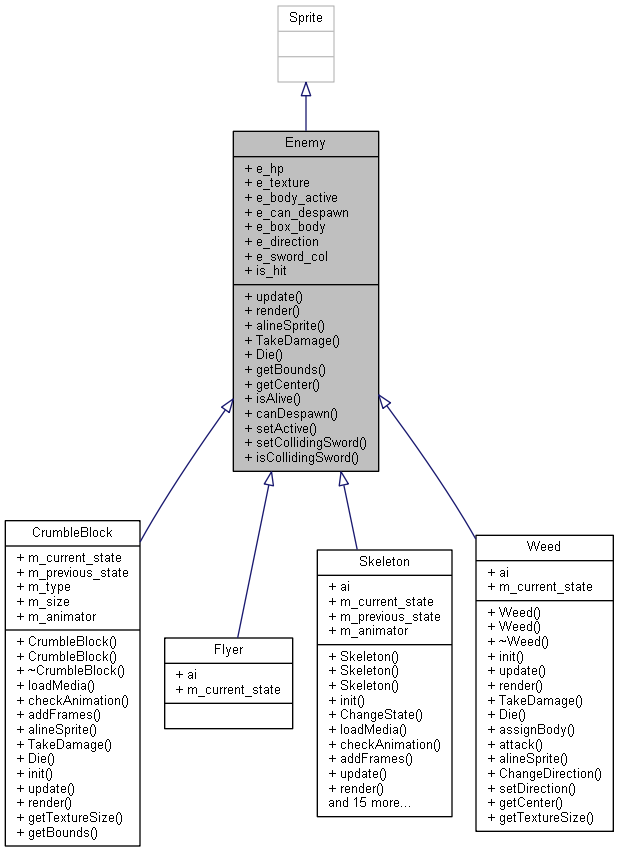 Sprite
Enemy
+ e_hp
+ e_texture
+ e_body_active
+ e_can_despawn
+ e_box_body
+ e_direction
+ e_sword_col
+ is_hit
+ update()
+ render()
+ alineSprite()
+ TakeDamage()
+ Die()
+ getBounds()
+ getCenter()
+ isAlive()
+ canDespawn()
+ setActive()
+ setCollidingSword()
+ isCollidingSword()
CrumbleBlock
+ m_current_state
+ m_previous_state
+ m_type
+ m_size
+ m_animator
+ CrumbleBlock()
+ CrumbleBlock()
+ ~CrumbleBlock()
+ loadMedia()
+ checkAnimation()
+ addFrames()
+ alineSprite()
+ TakeDamage()
+ Die()
+ init()
+ update()
+ render()
+ getTextureSize()
+ getBounds()
Flyer
+ ai
+ m_current_state
Skeleton
+ ai
+ m_current_state
+ m_previous_state
+ m_animator
+ Skeleton()
+ Skeleton()
+ Skeleton()
+ init()
+ ChangeState()
+ loadMedia()
+ checkAnimation()
+ addFrames()
+ update()
+ render()
and 15 more...
Weed
+ ai
+ m_current_state
+ Weed()
+ Weed()
+ ~Weed()
+ init()
+ update()
+ render()
+ TakeDamage()
+ Die()
+ assignBody()
+ attack()
+ alineSprite()
+ ChangeDirection()
+ setDirection()
+ getCenter()
+ getTextureSize()